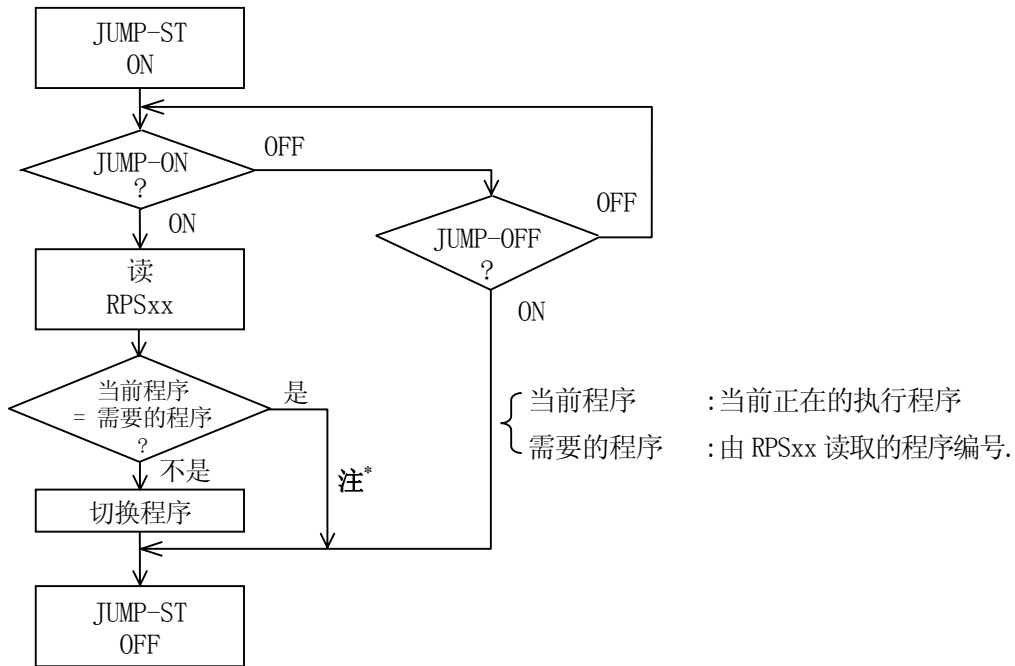 JUMP-ST
ON
JUMP-ON
?
OFF
ON
JUMP-OFF
?
OFF
ON
读
RPSxx
当前程序
= 需要的程序
?
是
不是
注*
切换程序
JUMP-ST
OFF
当前程序 :当前正在的执行程序
需要的程序 :由 RPSxx 读取的程序编号.